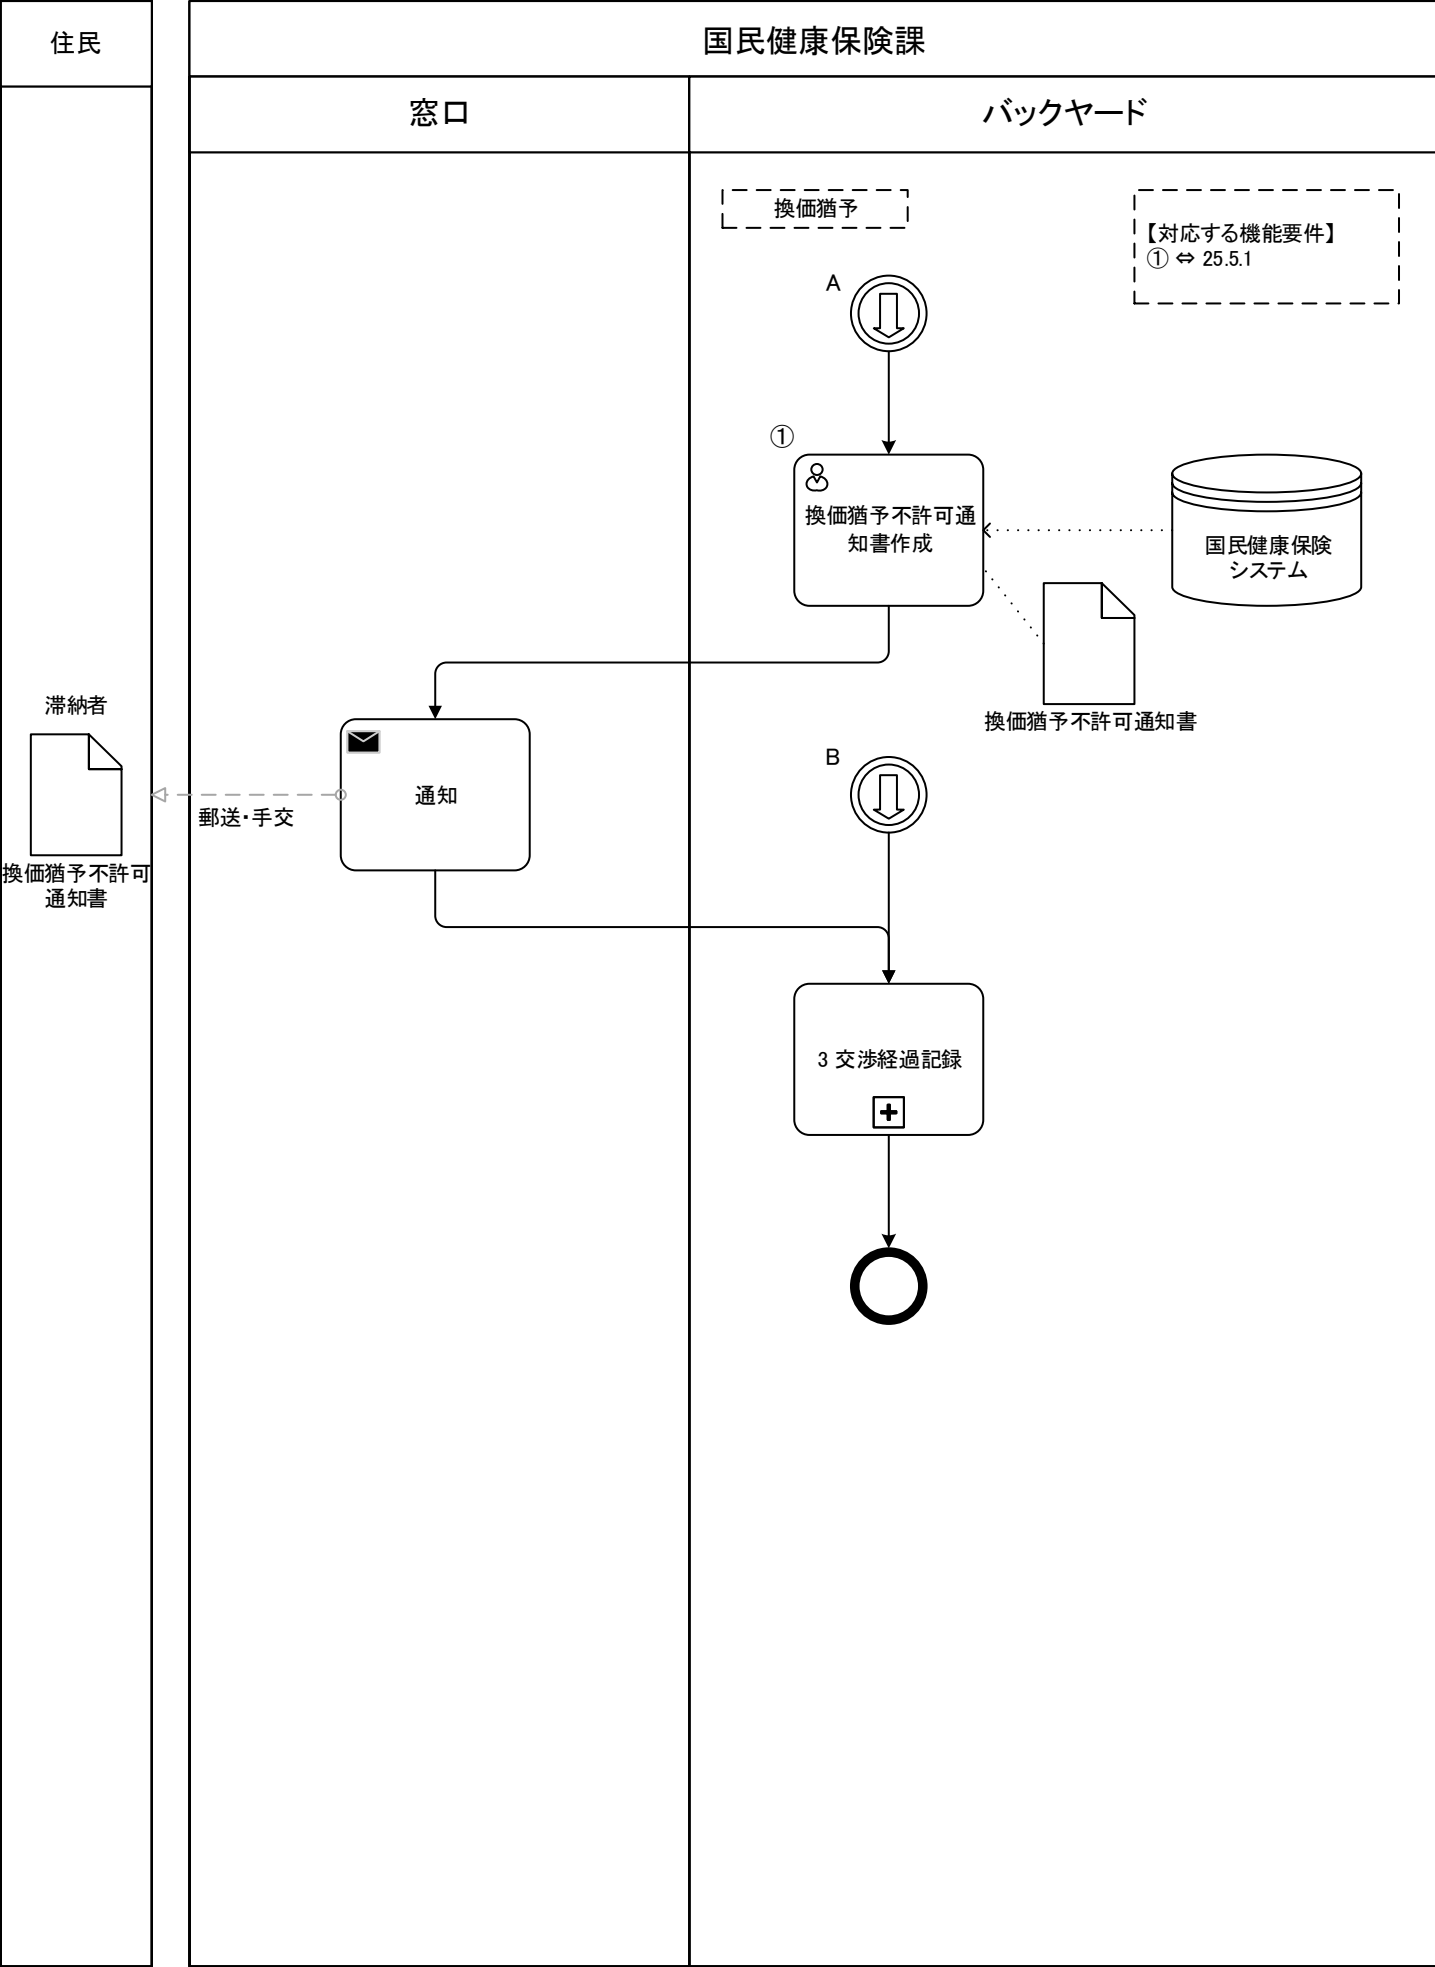 住民
国民健康保険課
窓口
バックヤード
換価猶予
【対応する機能要件】
① ⇔ 25.5.1
A
①
換価猶予不許可通
知書作成
国民健康保険
システム
換価猶予不許可通知書
滞納者
換価猶予不許可
通知書
郵送・手交
通知
B
3 交渉経過記録